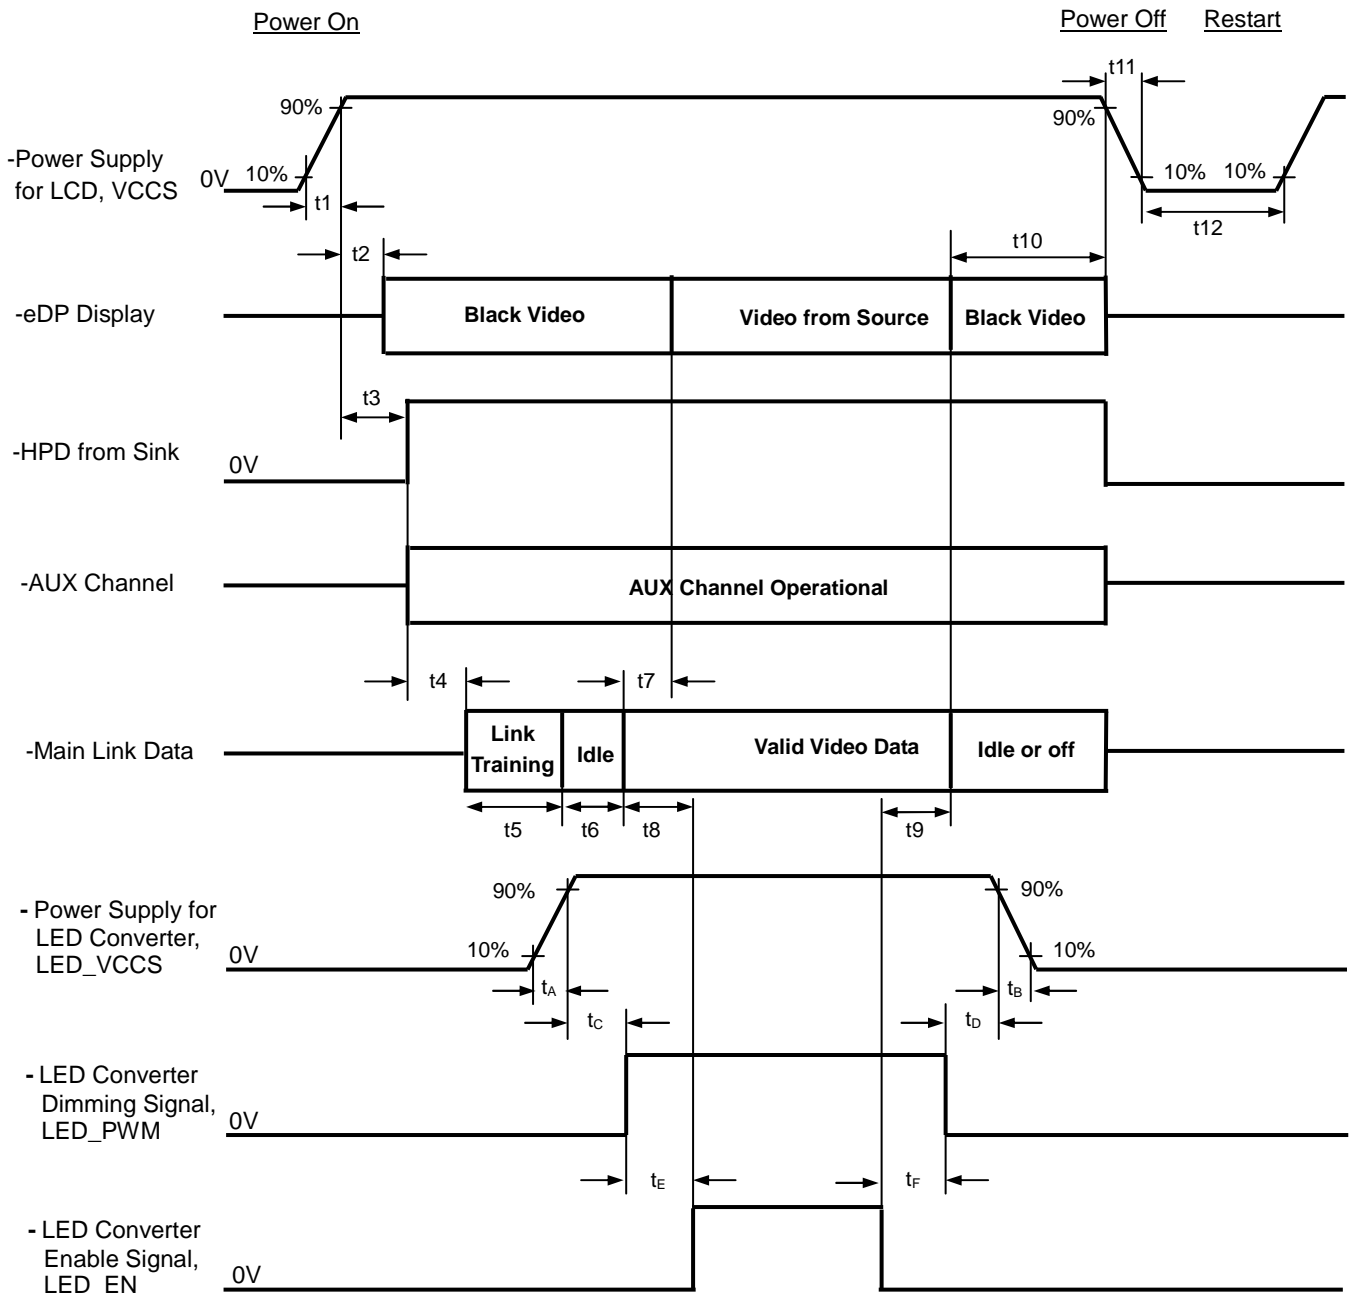 Power On
Power Off
Restart
t11
90%
90%
-Power Supply
for LCD, VCCS
0V
10%
10%
10%
t1
t12
t2
t10
-eDP Display
Black Video
Video from Source
Black Video
t3
-HPD from Sink
0V
-AUX Channel
AUX Channel Operational
t4
t7
-Main Link Data
Link
Training
Idle
Valid Video Data
Idle or off
t5
t6
t8
t9
90%
90%
- Power Supply for
LED Converter,
LED_VCCS
0V
10%
10%
tA
tB
tC
tD
- LED Converter
Dimming Signal,
LED_PWM
0V
tE
tF
- LED Converter
Enable Signal,
LED_EN
0V